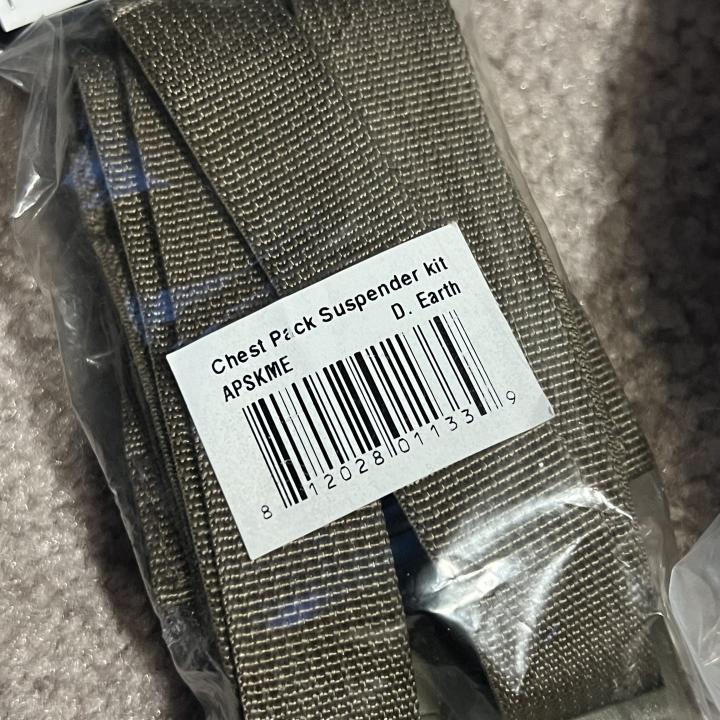 Chest Pack Suspender kit
D. Earth
APSKME
8 12028 01133 9